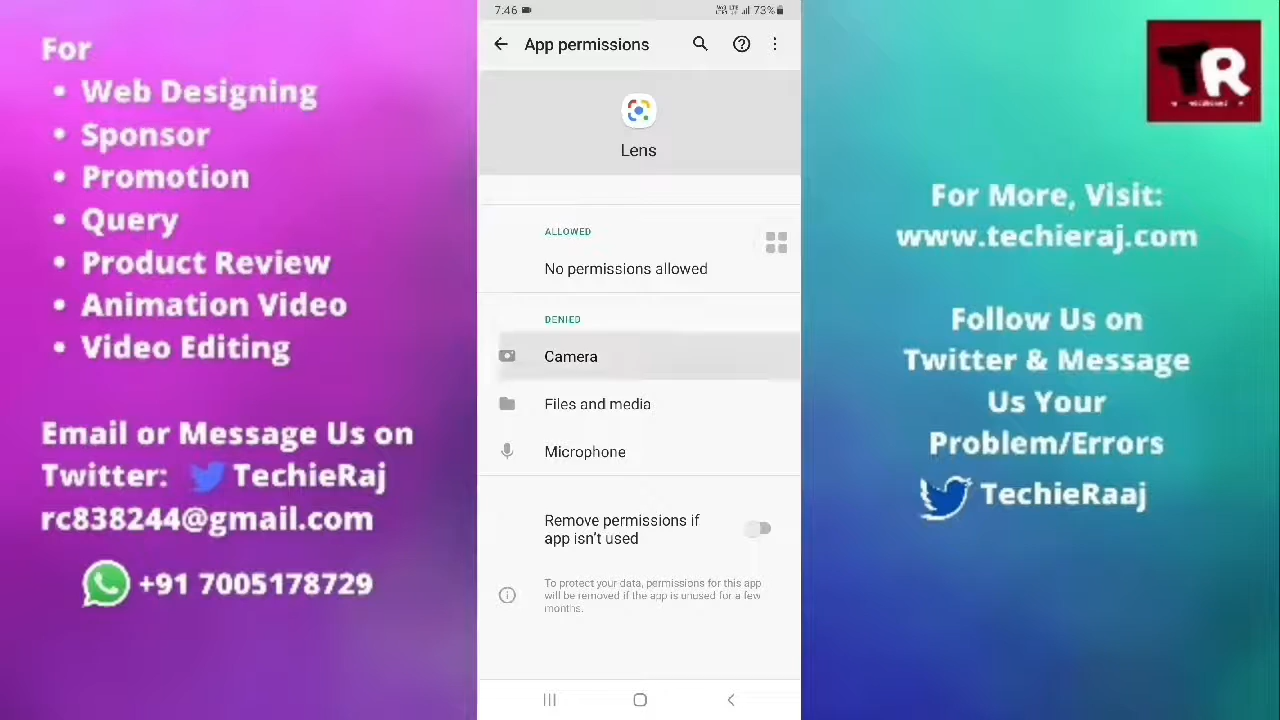 For
• Web Designing
• Sponsor
• Promotion
• Query
• Product Review
• Animation Video
• Video Editing
Email or Message Us on
Twitter: TechieRaj
rc838244@gmail.com
+91 7005178729
7:46
73%
App permissions
Lens
ALLOWED
No permissions allowed
DENIED
Camera
Files and media
Microphone
Remove permissions if
app isn't used
To protect your data, permissions for this app
will be removed if the app is unused for a few
months.
TR
For More, Visit:
www.techieraj.com
Follow Us on
Twitter & Message
Us Your
Problem/Errors
TechieRaaj